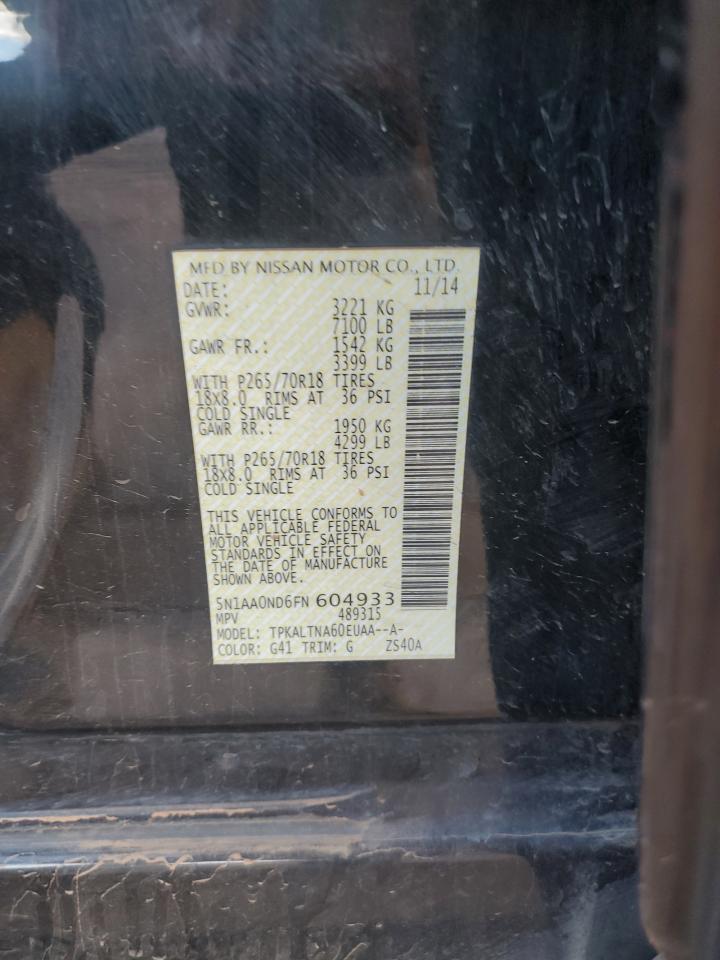 MFD BY NISSAN MOTOR CO., LTD.
DATE: 11/14
GVWR: 3221 KG
7100 LB
GAWR FR.: 1542 KG
3399 LB
WITH P265/70R18 TIRES
18X8.0 RIMS AT 36 PSI
COLD SINGLE
GAWR RR.: 1950 KG
4299 LB
WITH P265/70R18 TIRES
18X8.0 RIMS AT 36 PSI
COLD SINGLE
THIS VEHICLE CONFORMS TO
ALL APPLICABLE FEDERAL
MOTOR VEHICLE SAFETY
STANDARDS IN EFFECT ON
THE DATE OF MANUFACTURE
SHOWN ABOVE.
5N1AA0ND6FN 604933
MPV 489315
MODEL: TPKALTNA60EUAA--A-
COLOR: G41 TRIM: G ZS40A